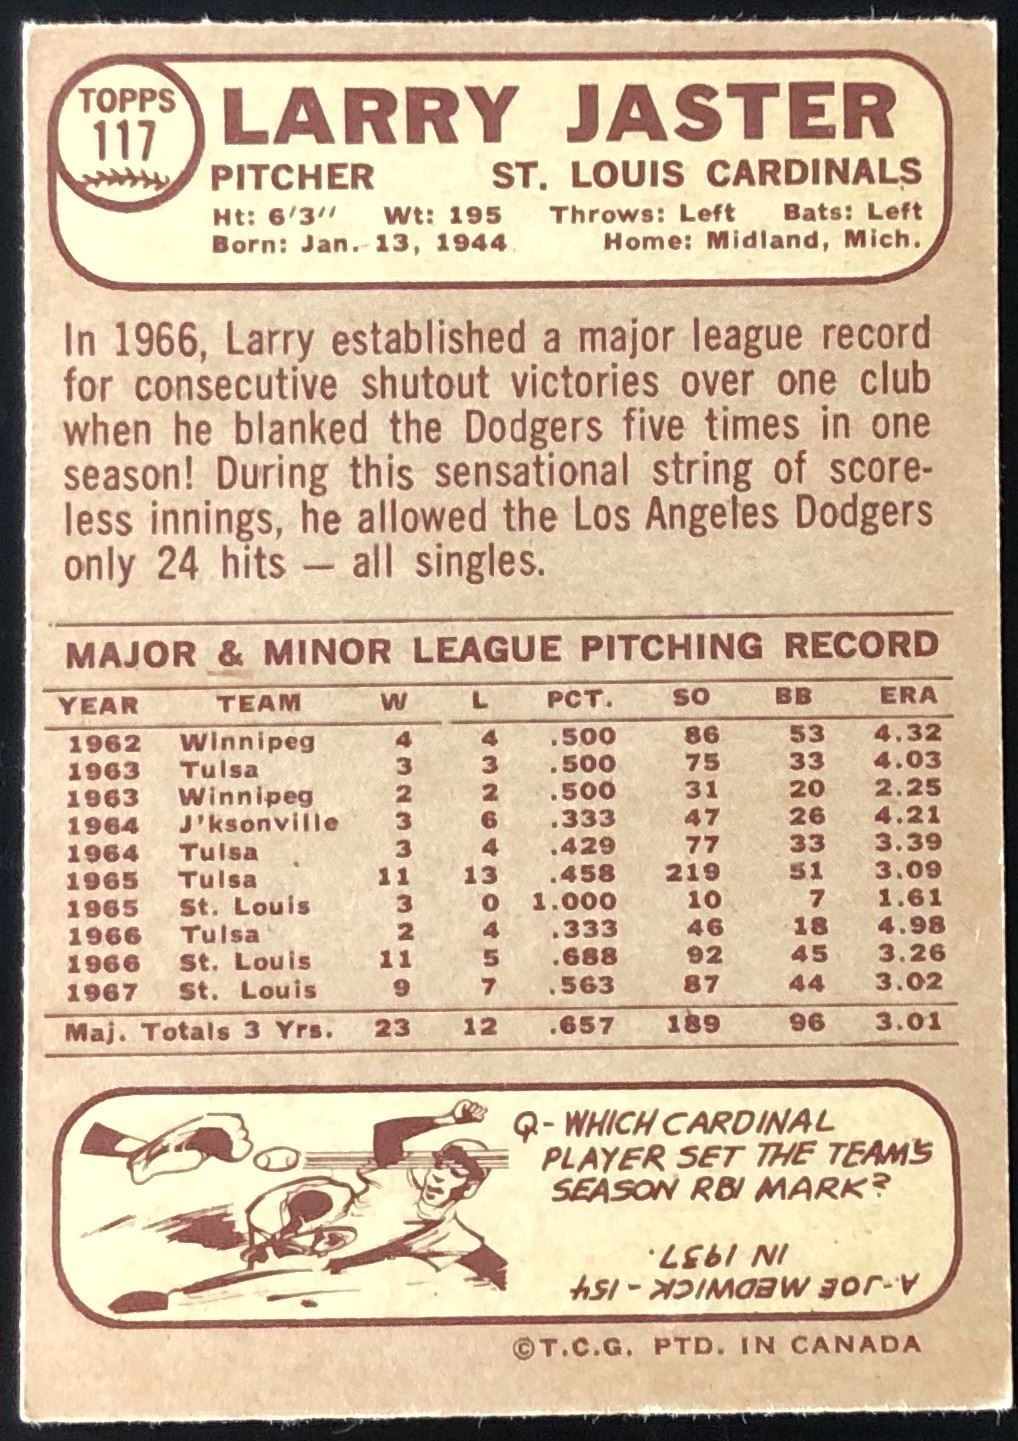 TOPPS
117
LARRY JASTER
PITCHER ST. LOUIS CARDINALS
Ht: 6'3" Wt: 195 Throws: Left Bats: Left
Born: Jan. 13, 1944 Home: Midland, Mich.
In 1966, Larry established a major league record
for consecutive shutout victories over one club
when he blanked the Dodgers five times in one
season! During this sensational string of score-
less innings, he allowed the Los Angeles Dodgers
only 24 hits — all singles.
MAJOR & MINOR LEAGUE PITCHING RECORD
YEAR TEAM W L PCT. SO BB ERA
1962 Winnipeg 4 4 .500 86 53 4.32
1963 Tulsa 3 3 .500 75 33 4.03
1963 Winnipeg 2 2 .500 31 20 2.25
1964 J'ksonville 3 6 .333 47 26 4.21
1964 Tulsa 3 4 .429 77 33 3.39
1965 Tulsa 11 13 .458 219 51 3.09
1965 St. Louis 3 0 1.000 10 7 1.61
1966 Tulsa 2 4 .333 46 18 4.98
1966 St. Louis 11 5 .688 92 45 3.26
1967 St. Louis 9 7 .563 87 44 3.02
Maj. Totals 3 Yrs. 23 12 .657 189 96 3.01
Q- WHICH CARDINAL
PLAYER SET THE TEAM'S
SEASON RBI MARK?
A-JOE MEDWICK - 154
IN 1937.
©T.C.G. PTD. IN CANADA